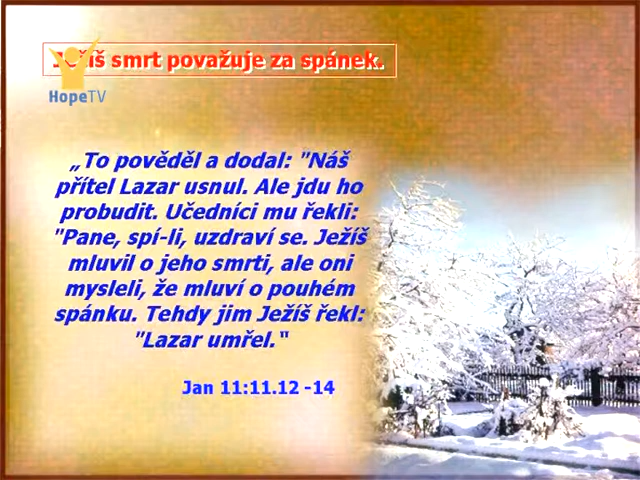 Ježíš smrt považuje za spánek.
HopeTV
„To pověděl a dodal: "Náš
přítel Lazar usnul. Ale jdu ho
probudit. Učedníci mu řekli:
"Pane, spí-li, uzdraví se. Ježíš
mluvil o jeho smrti, ale oni
mysleli, že mluví o pouhém
spánku. Tehdy jim Ježíš řekl:
"Lazar umřel.“
Jan 11:11.12 -14